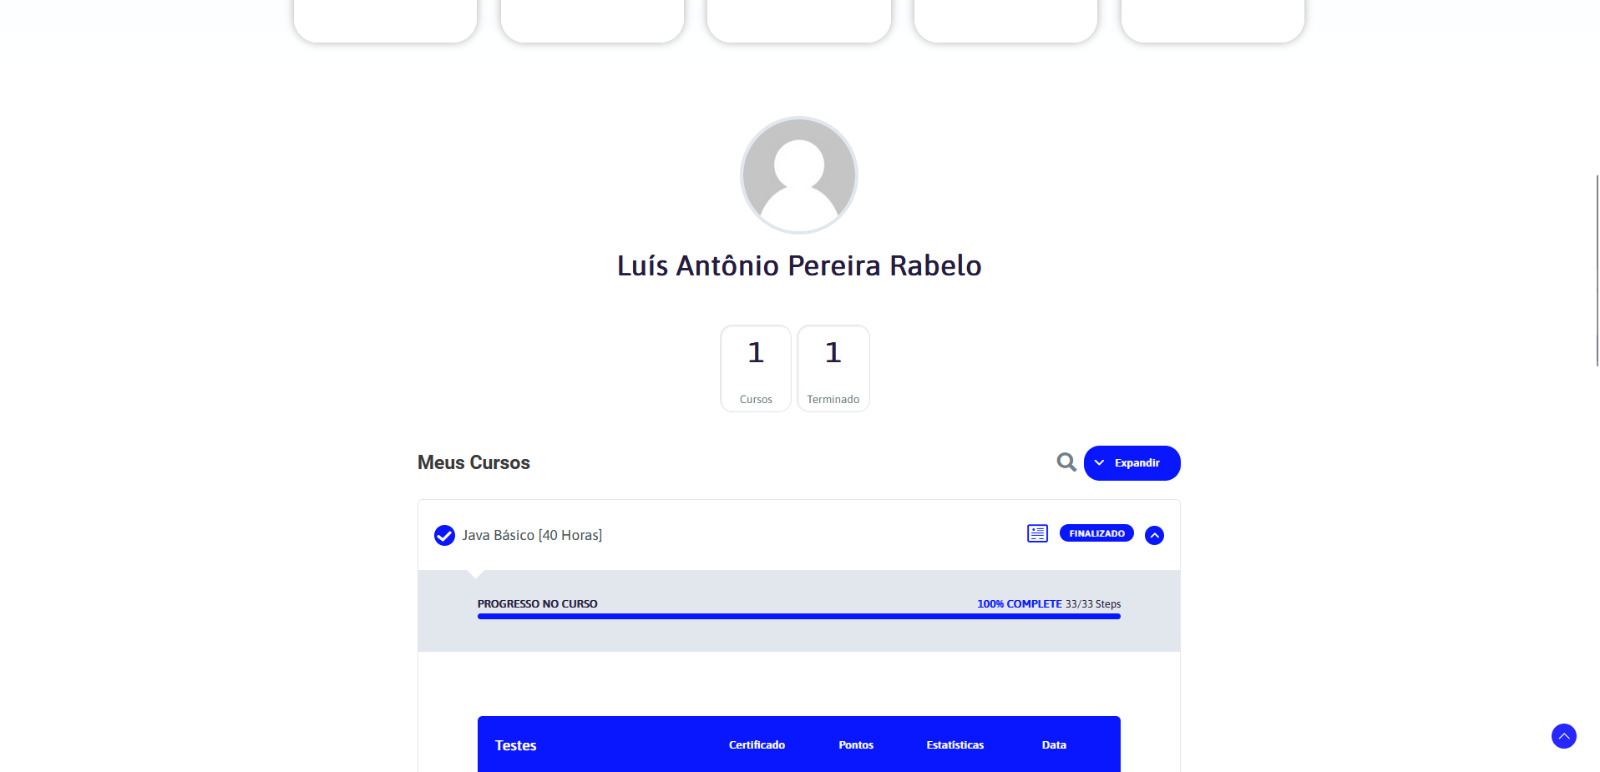 Luís Antônio Pereira Rabelo
1 1
Cursos Terminado
Meus Cursos Expandir
Java Básico [40 Horas] FINALIZADO
PROGRESSO NO CURSO 100% COMPLETE 33/33 Steps
Testes Certificado Pontos Estatísticas Data